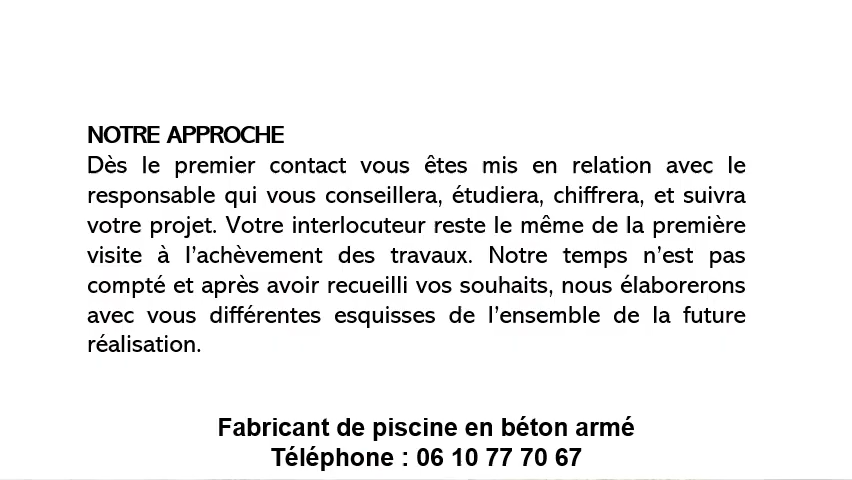 NOTRE APPROCHE
Dès le premier contact vous êtes mis en relation avec le
responsable qui vous conseillera, étudiera, chiffrera, et suivra
votre projet. Votre interlocuteur reste le même de la première
visite à l’achèvement des travaux. Notre temps n’est pas
compté et après avoir recueilli vos souhaits, nous élaborerons
avec vous différentes esquisses de l’ensemble de la future
réalisation.
Fabricant de piscine en béton armé
Téléphone : 06 10 77 70 67